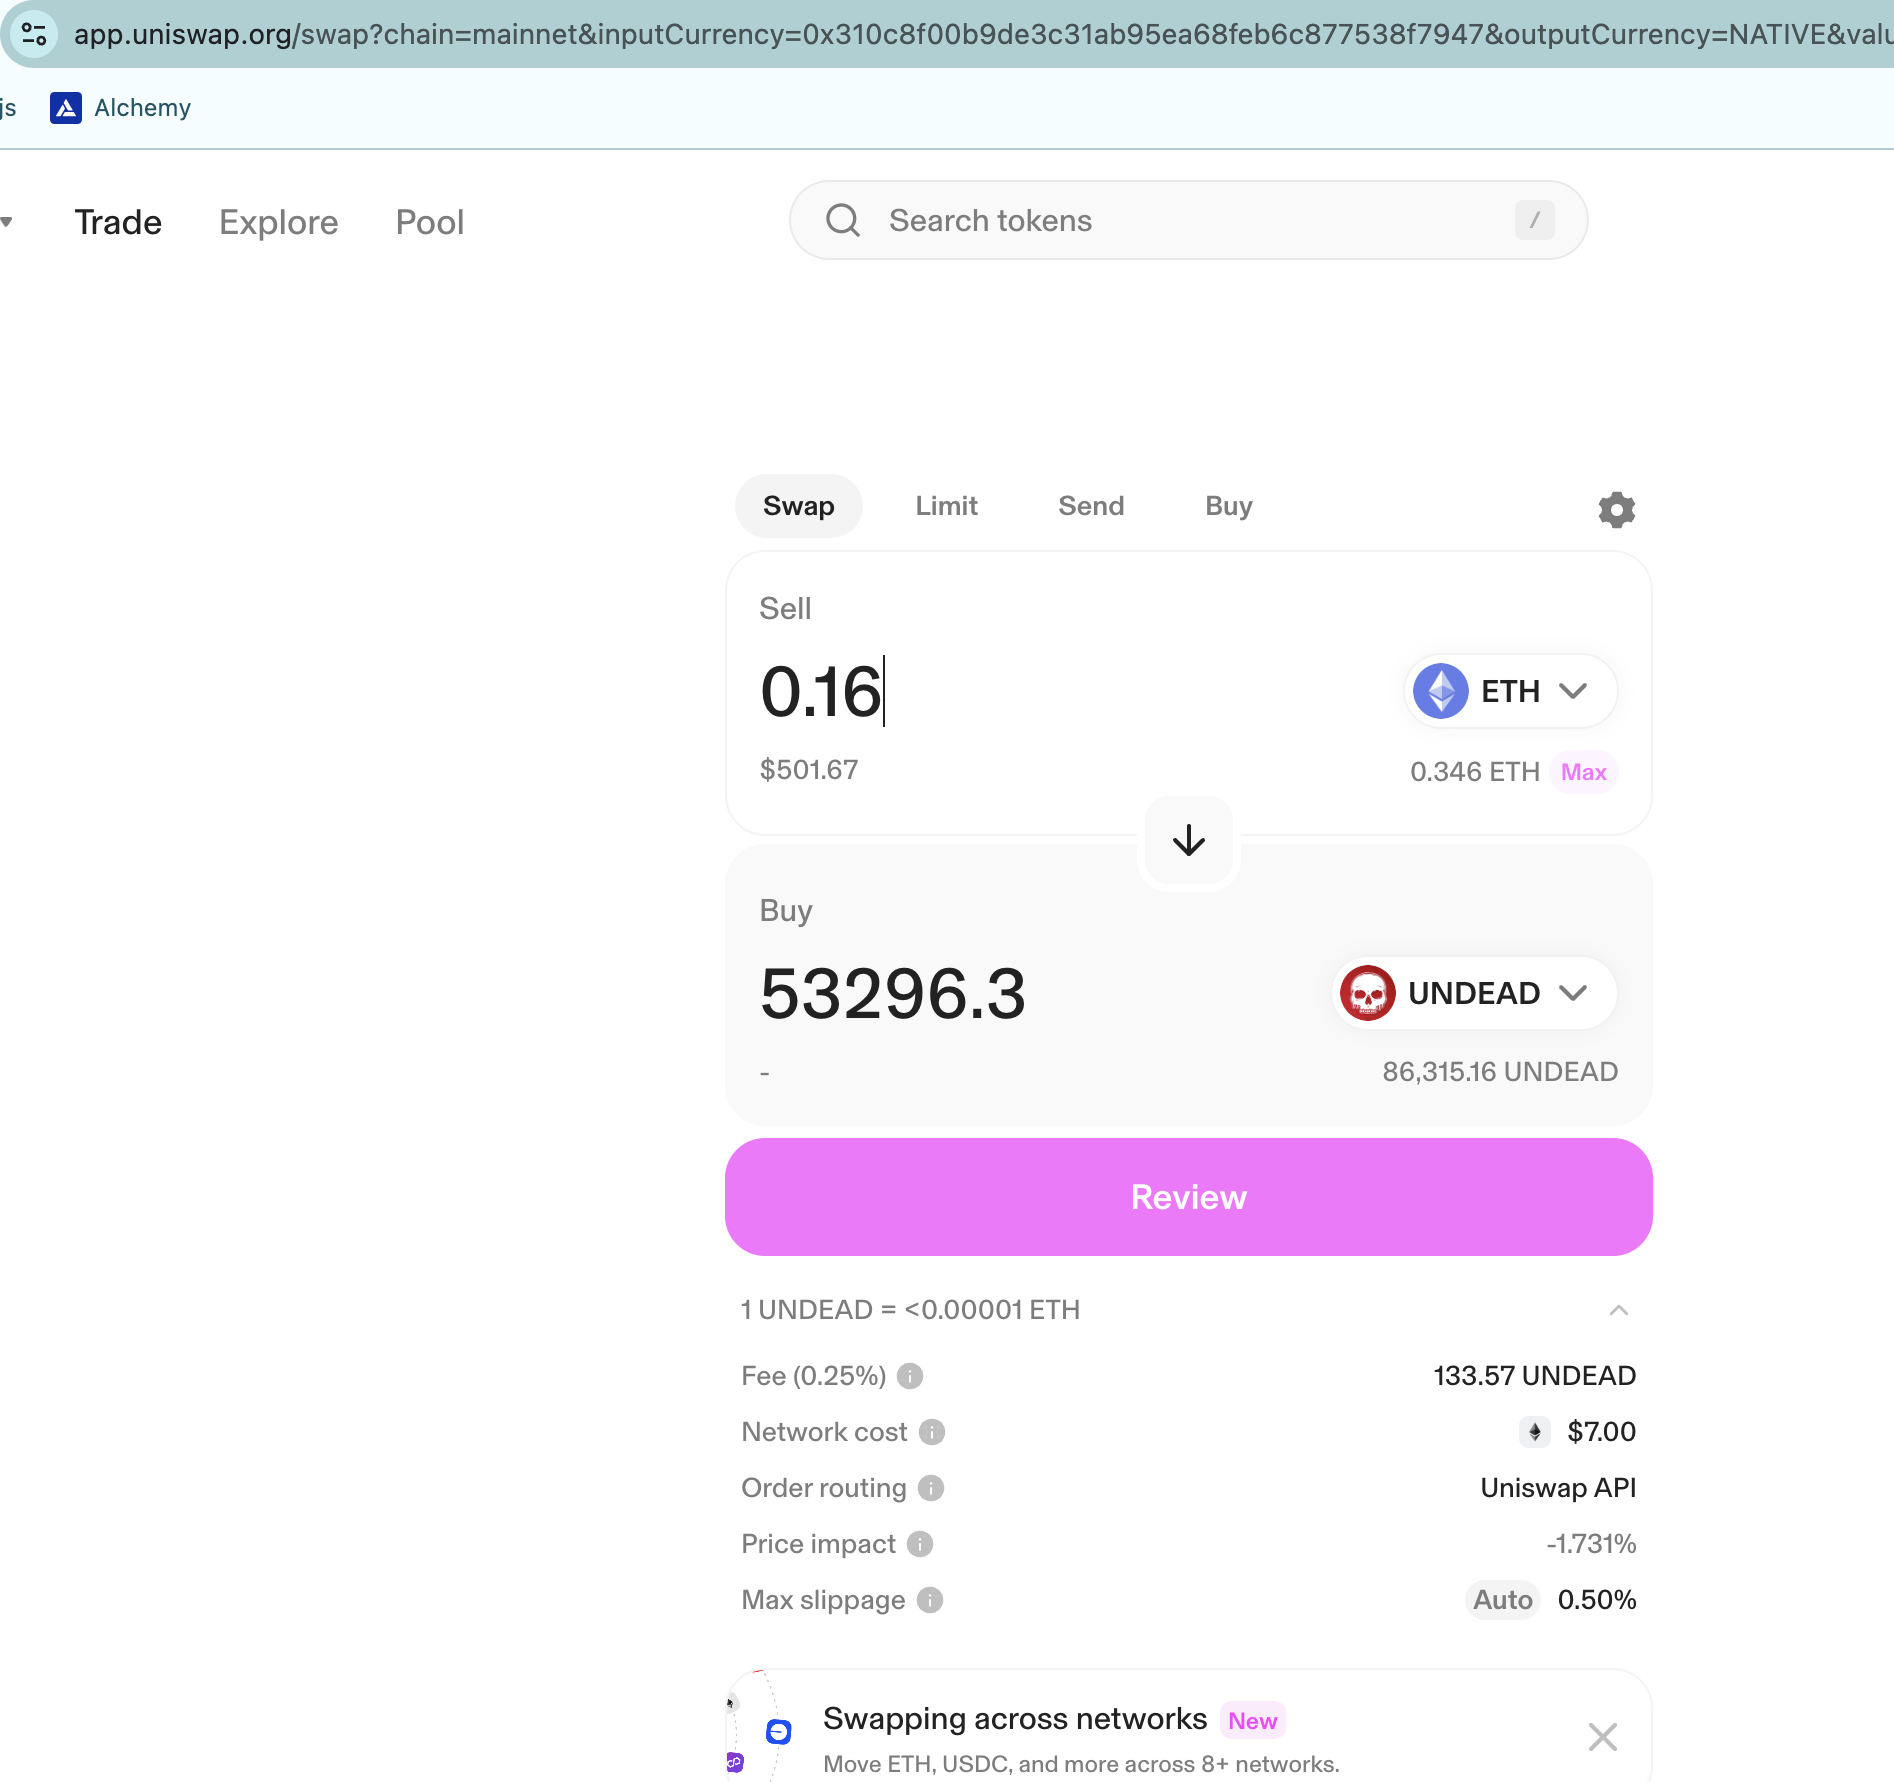 app.uniswap.org/swap?chain=mainnet&inputCurrency=0x310c8f00b9de3c31ab95ea68feb6c877538f7947&outputCurrency=NATIVE&valu
js Alchemy
Trade Explore Pool Search tokens /
Swap Limit Send Buy
Sell
0.16 ETH
$501.67 0.346 ETH Max
Buy
53296.3 UNDEAD
- 86,315.16 UNDEAD
Review
1 UNDEAD = <0.00001 ETH
Fee (0.25%) 133.57 UNDEAD
Network cost $7.00
Order routing Uniswap API
Price impact -1.731%
Max slippage Auto 0.50%
Swapping across networks New
Move ETH, USDC, and more across 8+ networks.